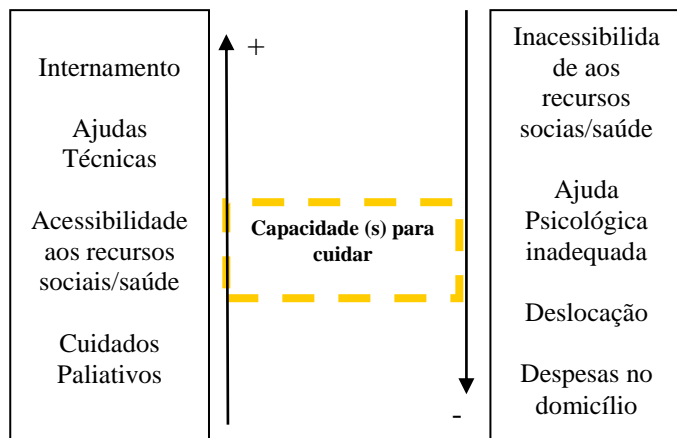 Internamento
Ajudas
Técnicas
Acessibilidade
aos recursos
sociais/saúde
Cuidados
Paliativos
+
Capacidade (s) para
cuidar
-
Inacessibilida
de aos
recursos
socias/saúde
Ajuda
Psicológica
inadequada
Deslocação
Despesas no
domicílio